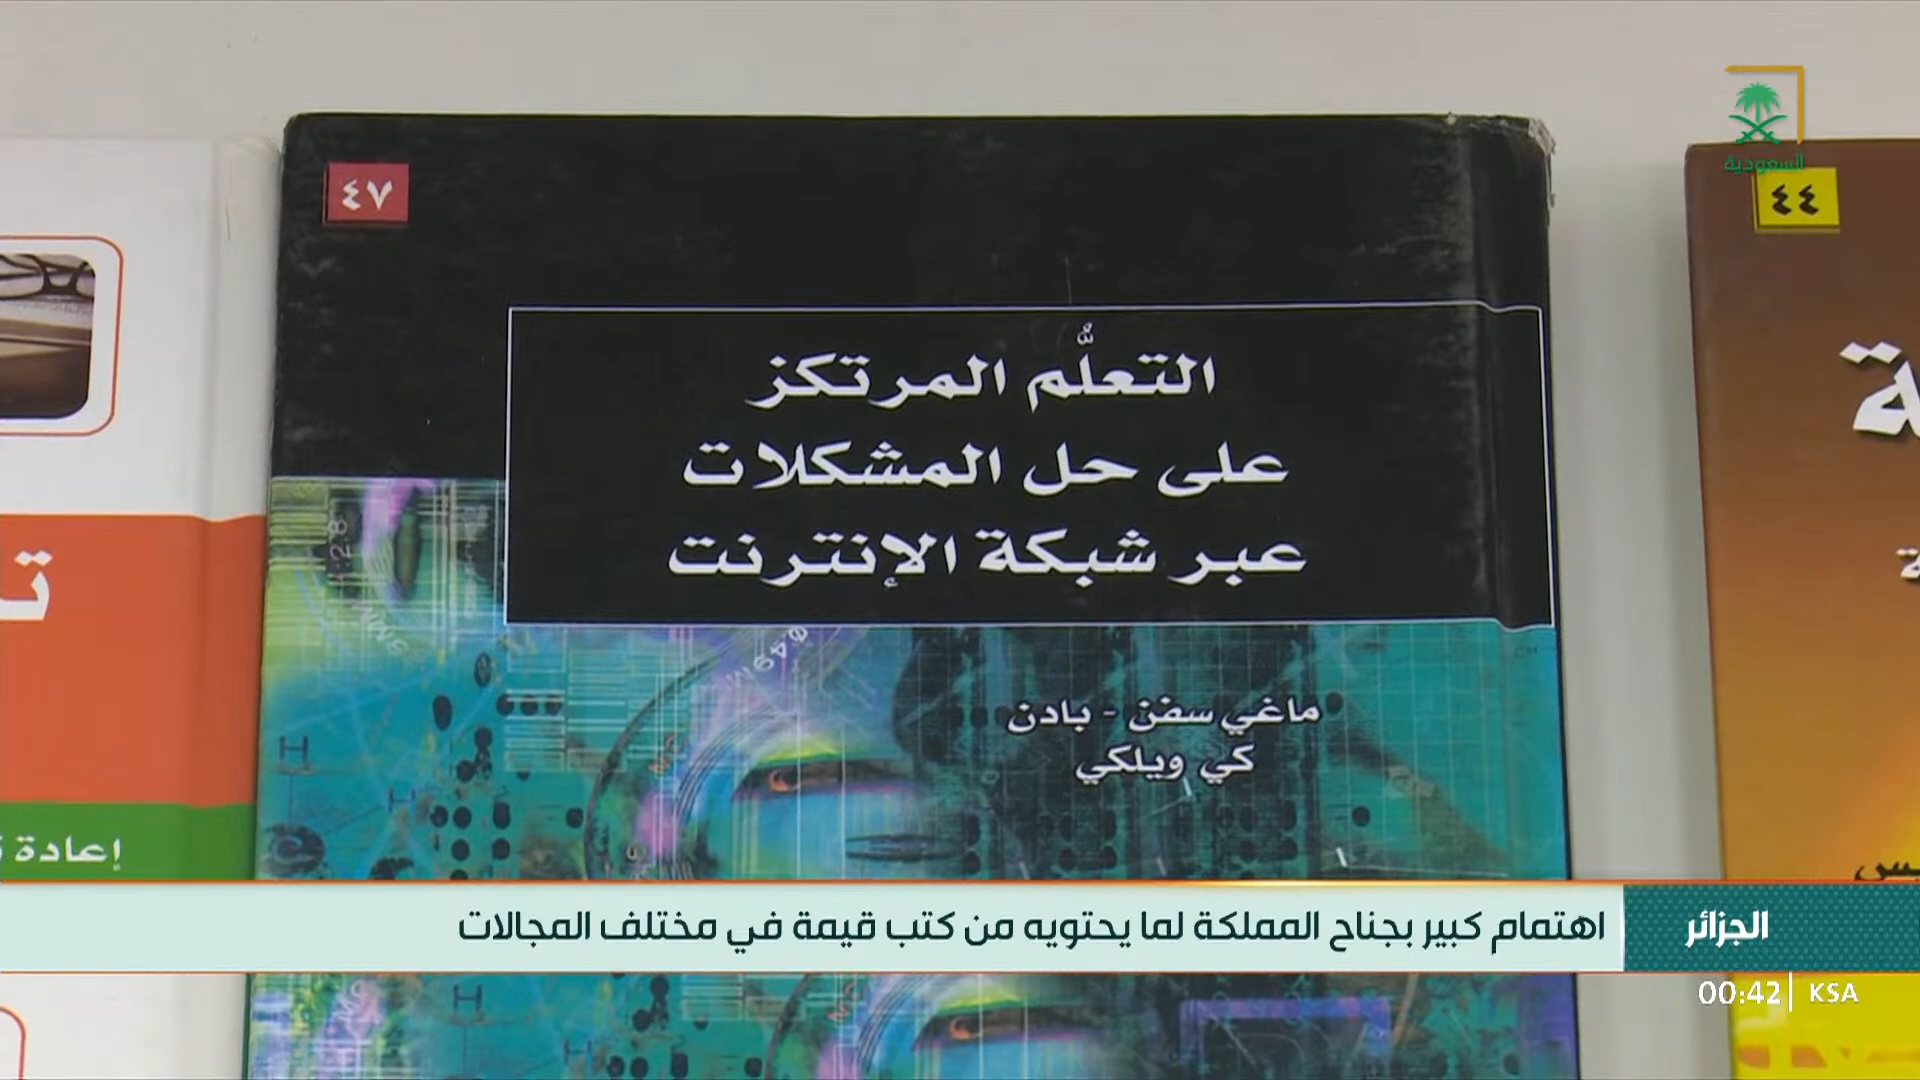 السعودية
٤٧
٤٤
التعلُّم المرتكز
على حل المشكلات
عبر شبكة الإنترنت
ماغي سفن - بادن
كي ويلكي
إعادة
الجزائر
اهتمام كبير بجناح المملكة لما يحتويه من كتب قيمة في مختلف المجالات
00:42 | KSA